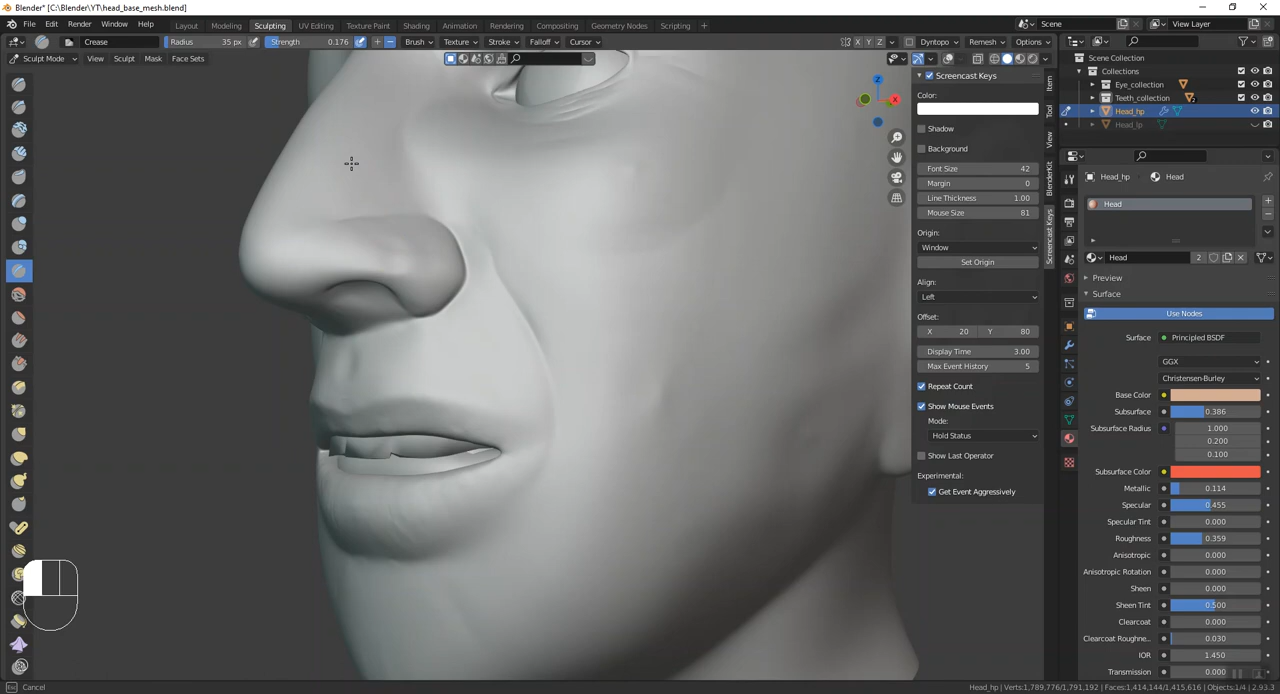 Blender* [C:\Blender\YT\head_base_mesh.blend]
File Edit Render Window Help Layout Modeling Sculpting UV Editing Texture Paint Shading Animation Rendering Compositing Geometry Nodes Scripting + Scene View Layer
Crease Radius 35 px Strength 0.176 Brush Texture Stroke Falloff Cursor X Y Z Dyntopo Remesh Options
Sculpt Mode View Sculpt Mask Face Sets
Scene Collection
Collections
Eye_collection
Teeth_collection
Head_hp
Head_lp
Screencast Keys
Color:
Shadow
Background
Font Size 42
Margin 0
Line Thickness 1.00
Mouse Size 81
Origin:
Window
Set Origin
Align:
Left
Offset:
X 20 Y 80
Display Time 3.00
Max Event History 5
Repeat Count
Show Mouse Events
Mode:
Hold Status
Show Last Operator
Experimental:
Get Event Aggressively
Item
Tool
View
BlenderKit
Screencast Keys
Head_hp Head
Head
Head 2
Preview
Surface
Use Nodes
Surface Principled BSDF
GGX
Christensen-Burley
Base Color
Subsurface 0.386
Subsurface Radius 1.000
0.200
0.100
Subsurface Color
Metallic 0.114
Specular 0.455
Specular Tint 0.000
Roughness 0.359
Anisotropic 0.000
Anisotropic Rotation 0.000
Sheen 0.000
Sheen Tint 0.500
Clearcoat 0.000
Clearcoat Roughne.. 0.030
IOR 1.450
Transmission 0.000
Esc Cancel
Head_hp | Verts:1,789,776/1,791,192 | Faces:1,414,144/1,415,616 | Objects:1/4 | 2.93.3